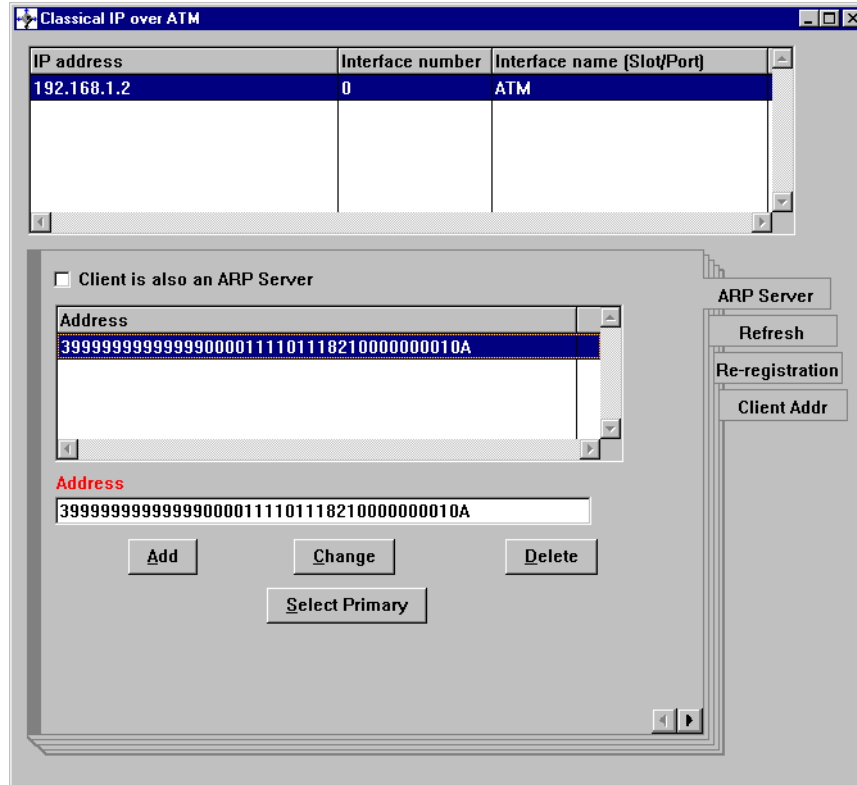 Classical IP over ATM
IP address Interface number Interface name (Slot/Port)
192.168.1.2 0 ATM
Client is also an ARP Server
Address
399999999999990000111101118210000000010A
Address
399999999999990000111101118210000000010A
Add Change Delete
Select Primary
ARP Server
Refresh
Re-registration
Client Addr